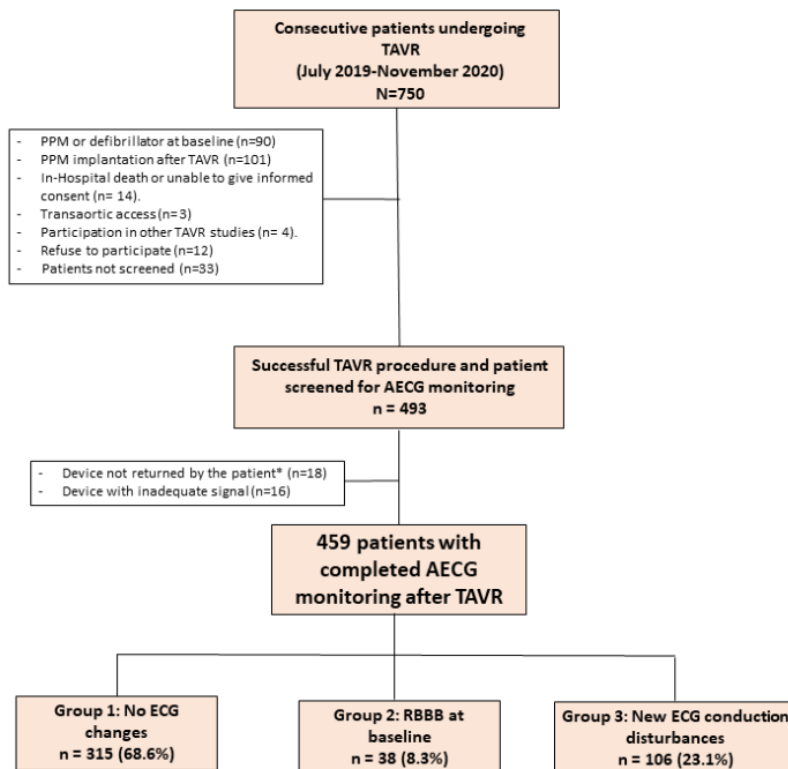 Consecutive patients undergoing
TAVR
(July 2019-November 2020)
N=750
- PPM or defibrillator at baseline (n=90)
- PPM implantation after TAVR (n=101)
- In-Hospital death or unable to give informed
consent (n= 14).
- Transaortic access (n= 3)
- Participation in other TAVR studies (n= 4).
- Refuse to participate (n=12)
- Patients not screened (n=33)
Successful TAVR procedure and patient
screened for AECG monitoring
n = 493
- Device not returned by the patient* (n=18)
- Device with inadequate signal (n=16)
459 patients with
completed AECG
monitoring after TAVR
Group 1: No ECG
changes
n = 315 (68.6%)
Group 2: RBBB at
baseline
n = 38 (8.3%)
Group 3: New ECG conduction
disturbances
n = 106 (23.1%)